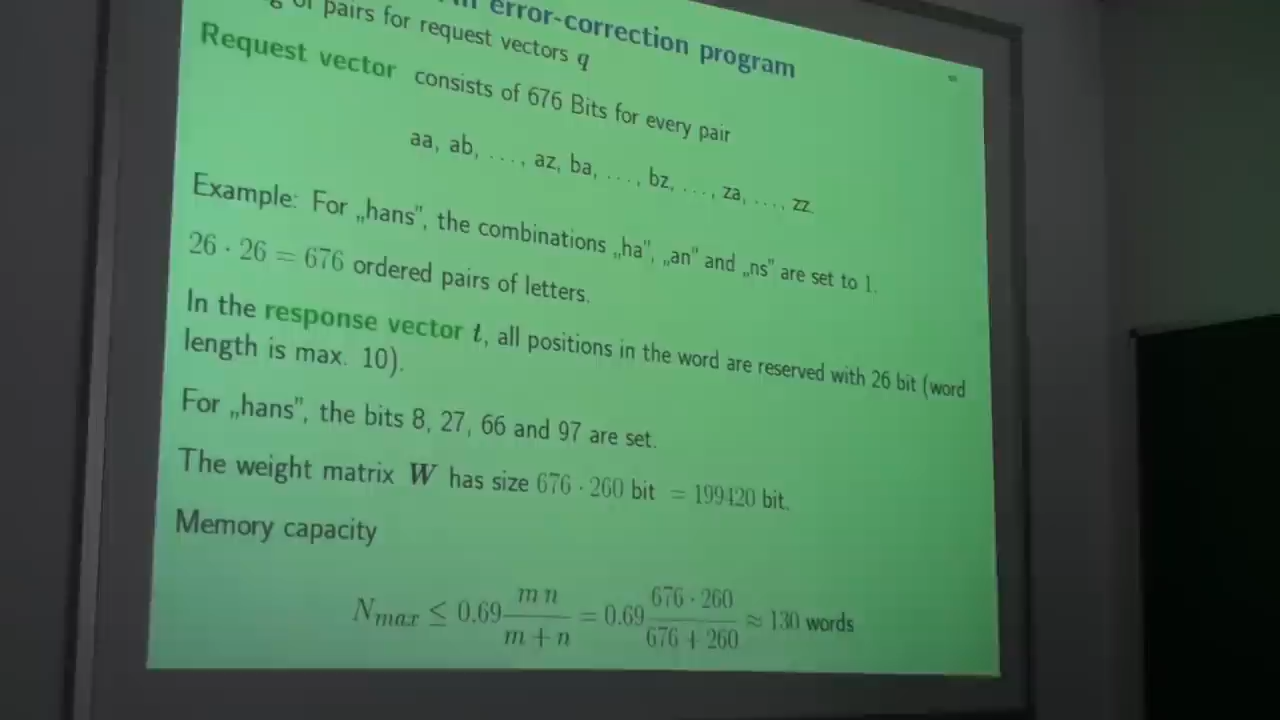 error-correction program
of pairs for request vectors q
Request vector consists of 676 Bits for every pair
aa, ab, . . . , az, ba, . . . , bz, . . . , za, . . . , zz.
Example: For „hans”, the combinations „ha”, „an” and „ns” are set to 1.
26 · 26 = 676 ordered pairs of letters.
In the response vector t, all positions in the word are reserved with 26 bit (word
length is max. 10).
For „hans”, the bits 8, 27, 66 and 97 are set.
The weight matrix W has size 676 · 260 bit = 199420 bit.
Memory capacity
N_max ≤ 0.69 m n / m + n = 0.69 676 · 260 / 676 + 260 ≈ 130 words